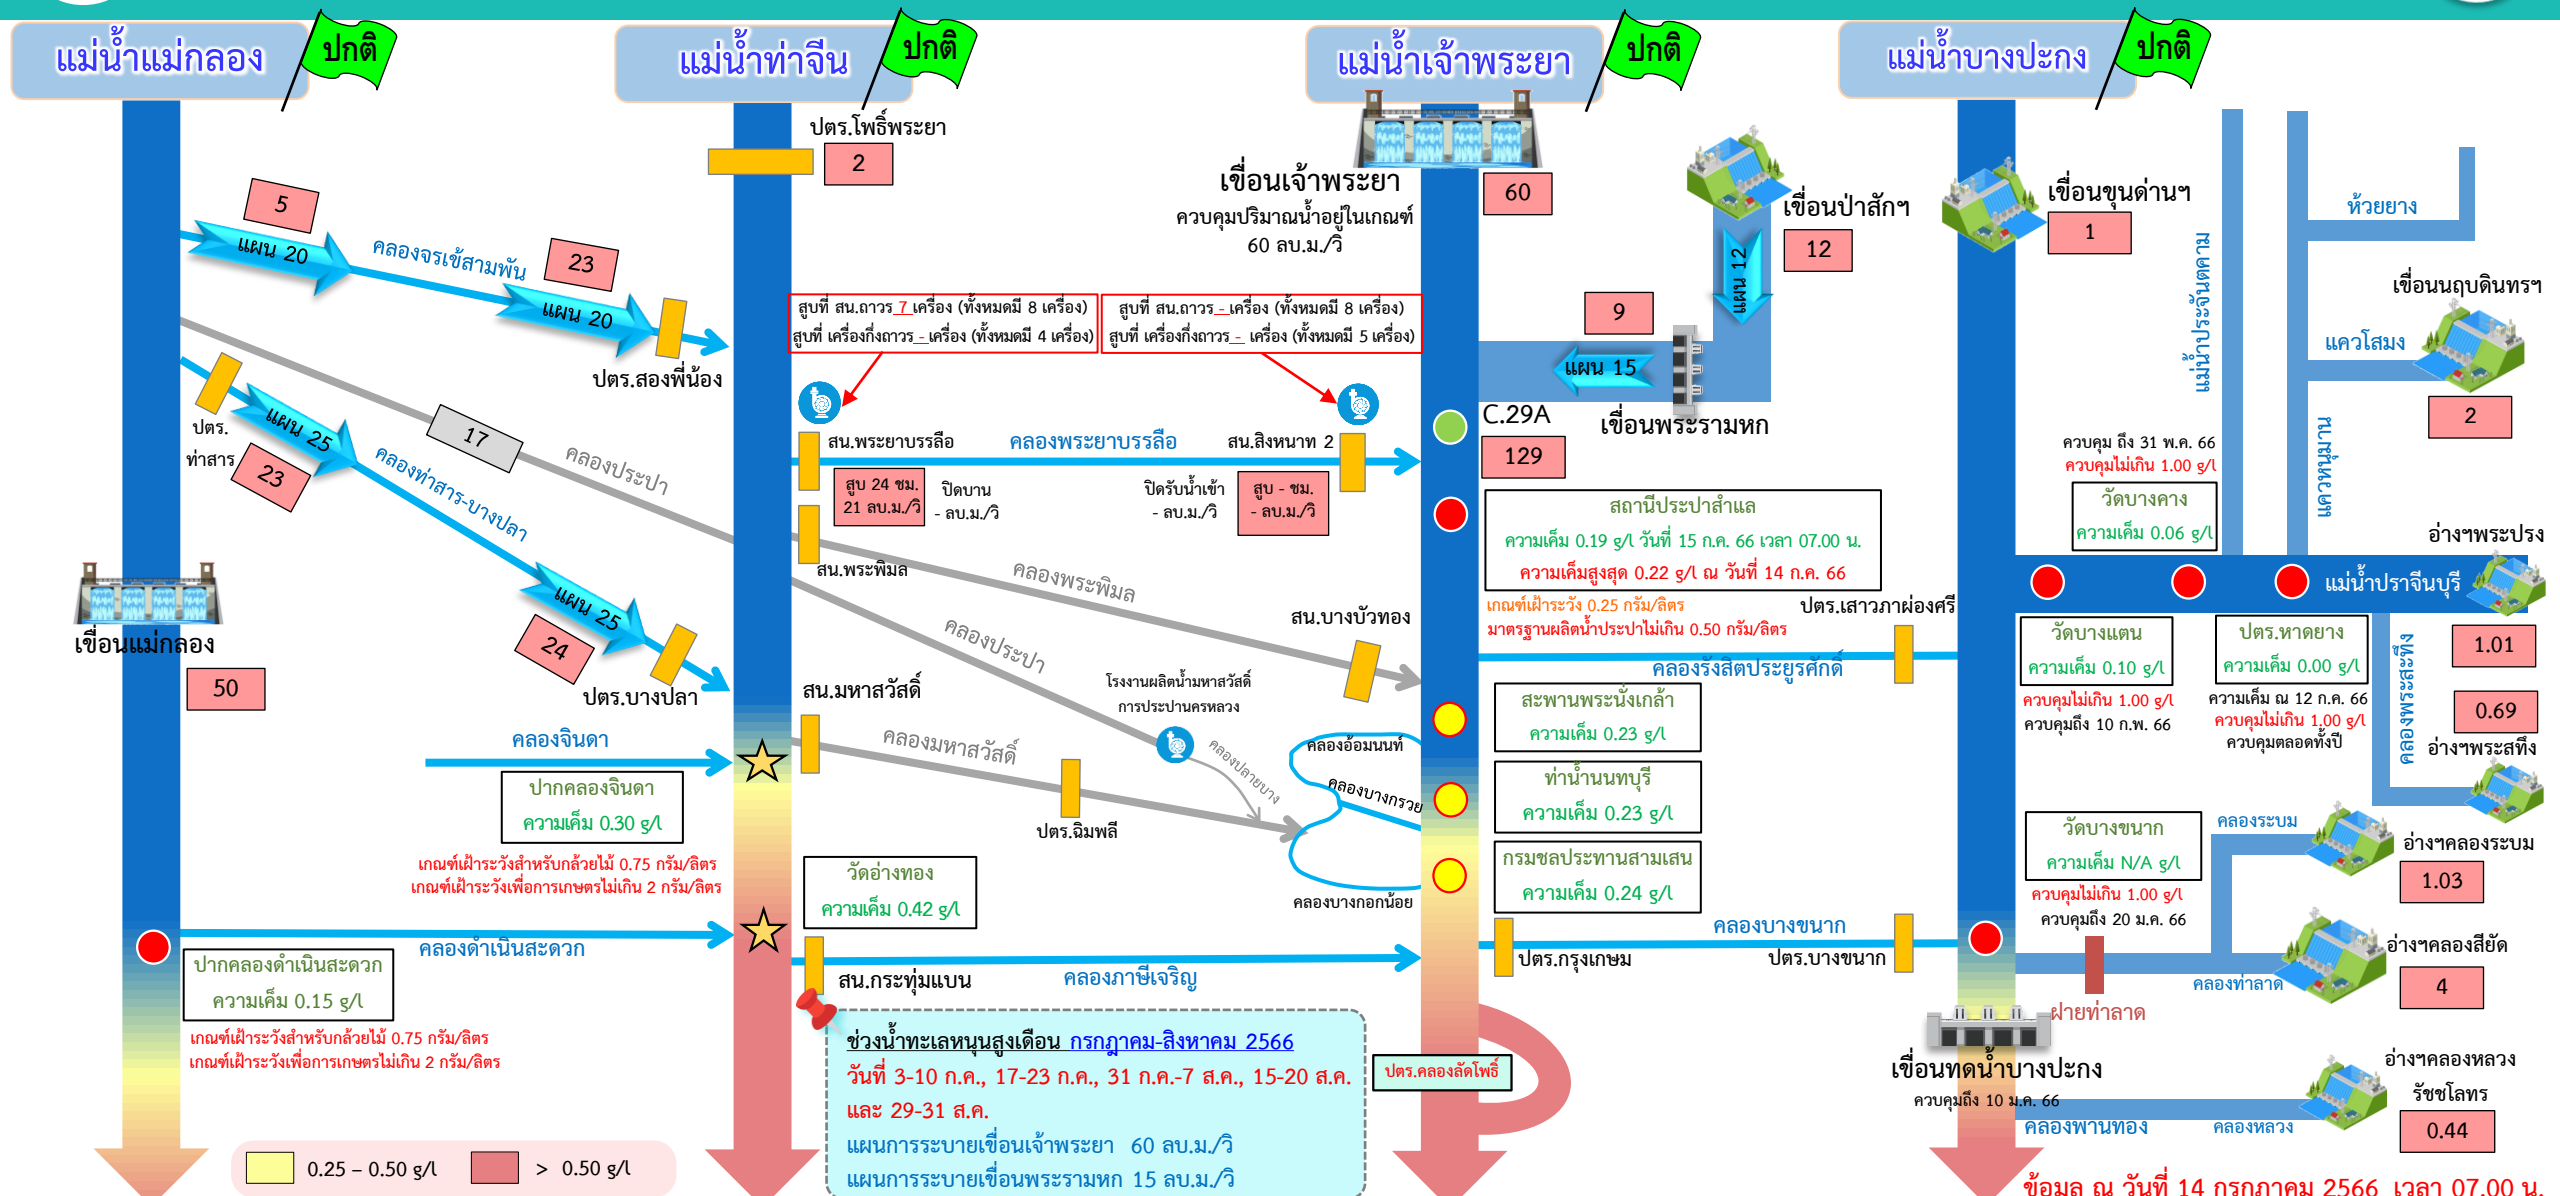 แม่น้ำแม่กลอง
ปกติ
แม่น้ำท่าจีน
ปกติ
แม่น้ำเจ้าพระยา
ปกติ
แม่น้ำบางปะกง
ปกติ
5
แผน 20
คลองจรเข้สามพัน
23
แผน 20
ปตร.สองพี่น้อง
ปตร.
ท่าสาร
แผน 25
23
17
คลองประปา
คลองท่าสาร-บางปลา
แผน 25
24
ปตร.บางปลา
เขื่อนแม่กลอง
50
คลองจินดา
ปากคลองจินดา
ความเค็ม 0.30 g/l
เกณฑ์เฝ้าระวังสำหรับกล้วยไม้ 0.75 กรัม/ลิตร
เกณฑ์เฝ้าระวังเพื่อการเกษตรไม่เกิน 2 กรัม/ลิตร
คลองดำเนินสะดวก
ปากคลองดำเนินสะดวก
ความเค็ม 0.15 g/l
เกณฑ์เฝ้าระวังสำหรับกล้วยไม้ 0.75 กรัม/ลิตร
เกณฑ์เฝ้าระวังเพื่อการเกษตรไม่เกิน 2 กรัม/ลิตร
0.25 – 0.50 g/l
> 0.50 g/l
ปตร.โพธิ์พระยา
2
สูบที่ สน.ถาวร 7 เครื่อง (ทั้งหมดมี 8 เครื่อง)
สูบที่ เครื่องกึ่งถาวร - เครื่อง (ทั้งหมดมี 4 เครื่อง)
สูบที่ สน.ถาวร - เครื่อง (ทั้งหมดมี 8 เครื่อง)
สูบที่ เครื่องกึ่งถาวร - เครื่อง (ทั้งหมดมี 5 เครื่อง)
สน.พระยาบรรลือ
คลองพระยาบรรลือ
สน.สิงหนาท 2
สูบ 24 ชม.
21 ลบ.ม./วิ
ปิดบาน
- ลบ.ม./วิ
ปิดรับน้ำเข้า
- ลบ.ม./วิ
สูบ - ชม.
- ลบ.ม./วิ
สน.พระพิมล
คลองพระพิมล
สน.บางบัวทอง
คลองประปา
สน.มหาสวัสดิ์
คลองมหาสวัสดิ์
โรงงานผลิตน้ำมหาสวัสดิ์
การประปานครหลวง
คลองปลายบาง
ปตร.ฉิมพลี
คลองอ้อมนนท์
คลองบางกรวย
คลองบางกอกน้อย
วัดอ่างทอง
ความเค็ม 0.42 g/l
สน.กระทุ่มแบน
คลองภาษีเจริญ
ช่วงน้ำทะเลหนุนสูงเดือน กรกฎาคม-สิงหาคม 2566
วันที่ 3-10 ก.ค., 17-23 ก.ค., 31 ก.ค.-7 ส.ค., 15-20 ส.ค.
และ 29-31 ส.ค.
แผนการระบายเขื่อนเจ้าพระยา 60 ลบ.ม./วิ
แผนการระบายเขื่อนพระรามหก 15 ลบ.ม./วิ
ปตร.คลองลัดโพธิ์
เขื่อนเจ้าพระยา
ควบคุมปริมาณน้ำอยู่ในเกณฑ์
60 ลบ.ม./วิ
60
เขื่อนป่าสักฯ
12
แผน 12
9
แผน 15
เขื่อนพระรามหก
C.29A
129
สถานีประปาสำแล
ความเค็ม 0.19 g/l วันที่ 15 ก.ค. 66 เวลา 07.00 น.
ความเค็มสูงสุด 0.22 g/l ณ วันที่ 14 ก.ค. 66
เกณฑ์เฝ้าระวัง 0.25 กรัม/ลิตร
มาตรฐานผลิตน้ำประปาไม่เกิน 0.50 กรัม/ลิตร
ปตร.เสาวภาผ่องศรี
คลองรังสิตประยูรศักดิ์
สะพานพระนั่งเกล้า
ความเค็ม 0.23 g/l
ท่าน้ำนนทบุรี
ความเค็ม 0.23 g/l
กรมชลประทานสามเสน
ความเค็ม 0.24 g/l
คลองบางขนาก
ปตร.กรุงเกษม
ปตร.บางขนาก
เขื่อนขุนด่านฯ
1
แม่น้ำประจันตคาม
ห้วยยาง
เขื่อนนฤบดินทรฯ
แควโสมง
2
แควหนุมาน
ควบคุม ถึง 31 พ.ค. 66
ควบคุมไม่เกิน 1.00 g/l
วัดบางคาง
ความเค็ม 0.06 g/l
อ่างฯพระปรง
แม่น้ำปราจีนบุรี
1.01
วัดบางแตน
ความเค็ม 0.10 g/l
ควบคุมไม่เกิน 1.00 g/l
ควบคุมถึง 10 ก.พ. 66
ปตร.หาดยาง
ความเค็ม 0.00 g/l
ความเค็ม ณ 12 ก.ค. 66
ควบคุมไม่เกิน 1.00 g/l
ควบคุมตลอดทั้งปี
คลองพระสะทึง
0.69
อ่างฯพระสทึง
วัดบางขนาก
ความเค็ม N/A g/l
ควบคุมไม่เกิน 1.00 g/l
ควบคุมถึง 20 ม.ค. 66
คลองระบม
อ่างฯคลองระบม
1.03
อ่างฯคลองสียัด
4
คลองท่าลาด
ฝายท่าลาด
เขื่อนทดน้ำบางปะกง
ควบคุมถึง 10 ม.ค. 66
คลองพานทอง
คลองหลวง
อ่างฯคลองหลวง
รัชชโลทร
0.44
ข้อมูล ณ วันที่ 14 กรกฎาคม 2566 เวลา 07.00 น.